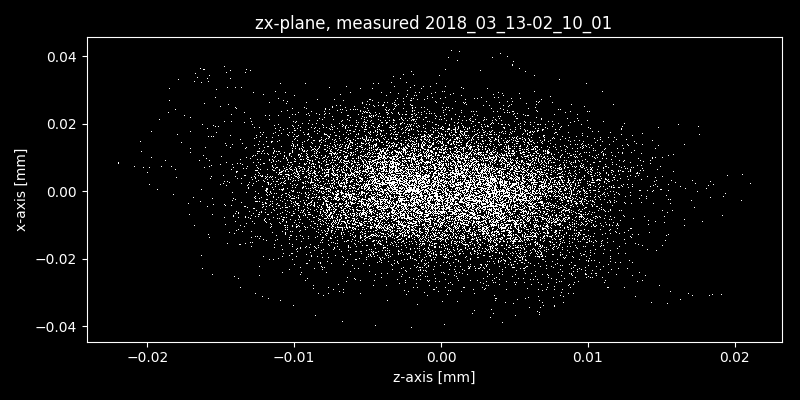 zx-plane, measured 2018_03_13-02_10_01
0.04
0.02
0.00
−0.02
−0.04
x-axis [mm]
−0.02 −0.01 0.00 0.01 0.02
z-axis [mm]